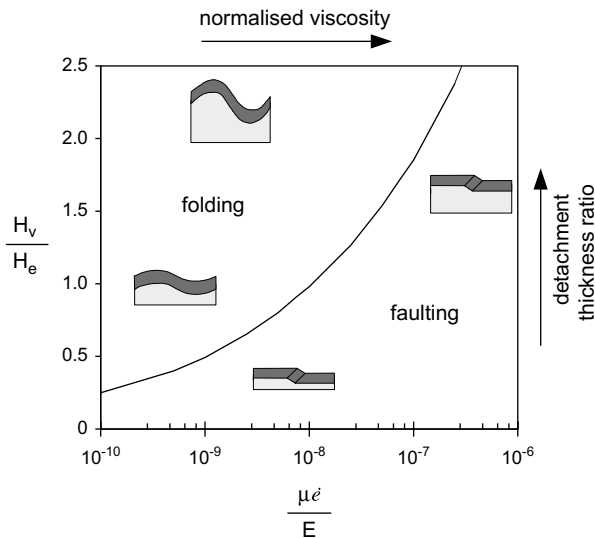 normalised viscosity
2.5
2.0
1.5
1.0
0.5
0
H_v
H_e
folding
faulting
detachment
thickness ratio
10^-10 10^-9 10^-8 10^-7 10^-6
μ ė
E